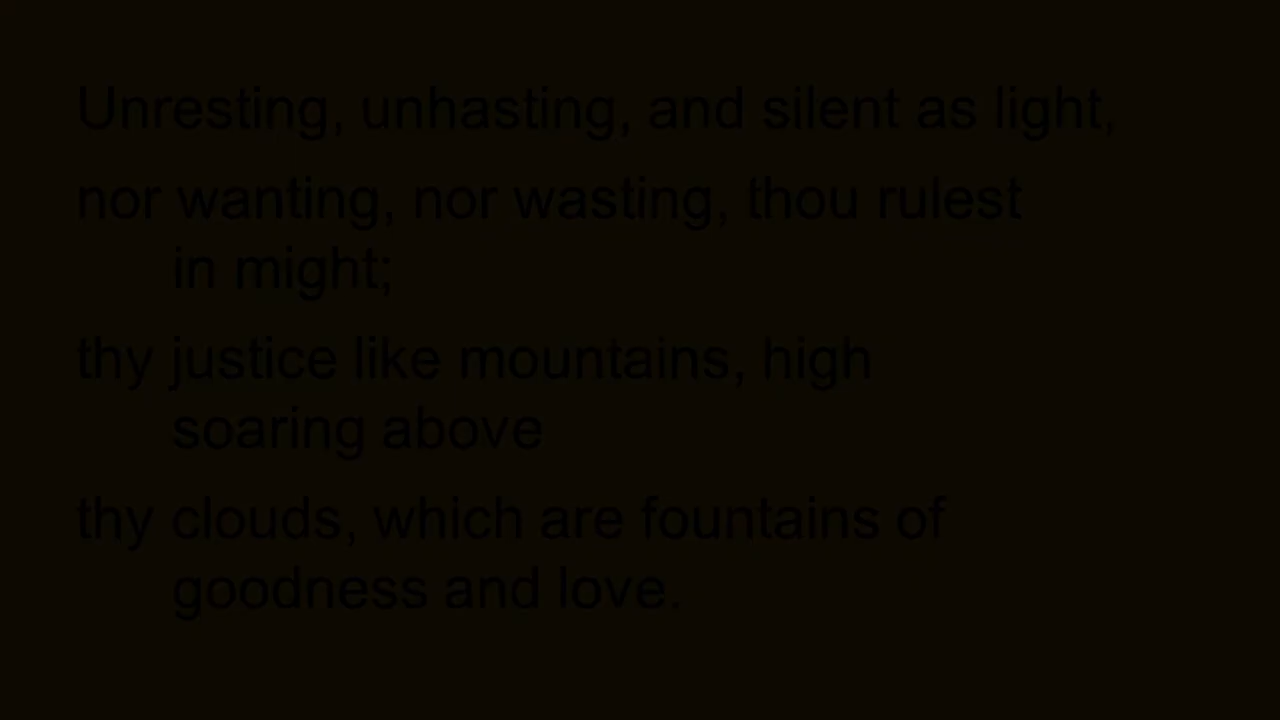 Unresting, unhasting, and silent as light,
nor wanting, nor wasting, thou rulest
in might;
thy justice like mountains, high
soaring above
thy clouds, which are fountains of
goodness and love.